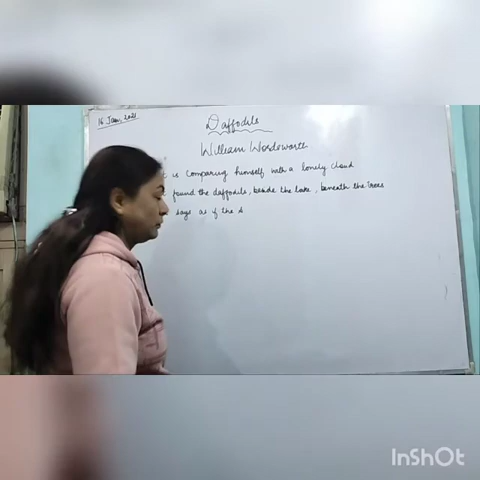 16 Jan, 2021
Daffodils
William Wordsworth
is comparing himself with a lonely cloud
found the daffodils, beside the lake, beneath the trees
says as if the d
InShOt